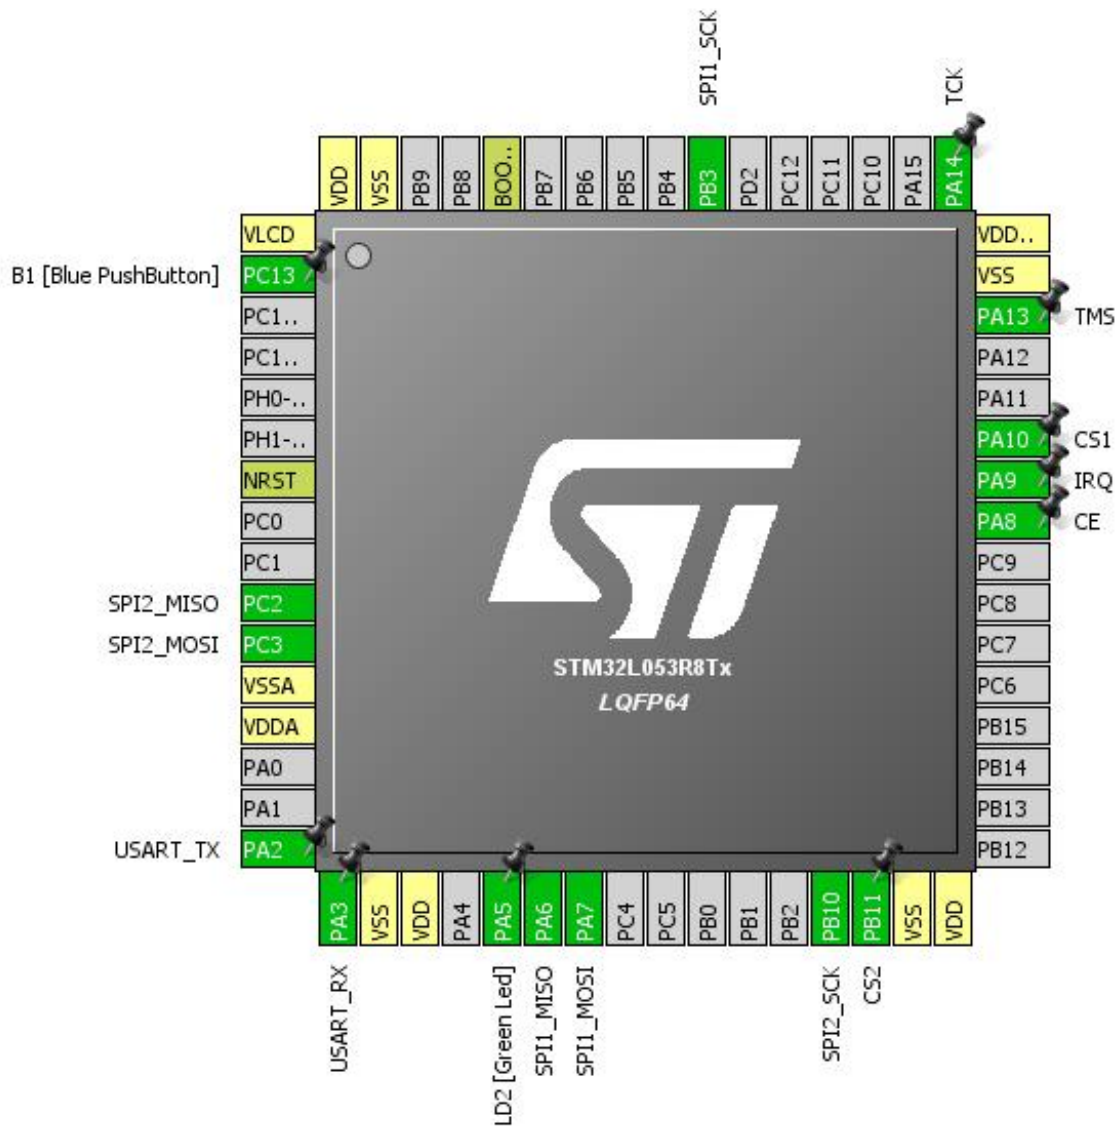 SPI1_SCK
TCK
VDD
VSS
PB9
PB8
BOO..
PB7
PB6
PB5
PB4
PB3
PD2
PC12
PC11
PC10
PA15
PA14
VLCD
B1 [Blue PushButton] PC13
PC1..
PC1..
PH0-..
PH1-..
NRST
PC0
PC1
SPI2_MISO PC2
SPI2_MOSI PC3
VSSA
VDDA
PA0
PA1
USART_TX PA2
VDD..
VSS
PA13 TMS
PA12
PA11
PA10 CS1
PA9 IRQ
PA8 CE
PC9
PC8
PC7
PC6
PB15
PB14
PB13
PB12
ST
STM32L053R8Tx
LQFP64
PA3
VSS
VDD
PA4
PA5
PA6
PA7
PC4
PC5
PB0
PB1
PB2
PB10
PB11
VSS
VDD
USART_RX
LD2 [Green Led]
SPI1_MISO
SPI1_MOSI
SPI2_SCK
CS2